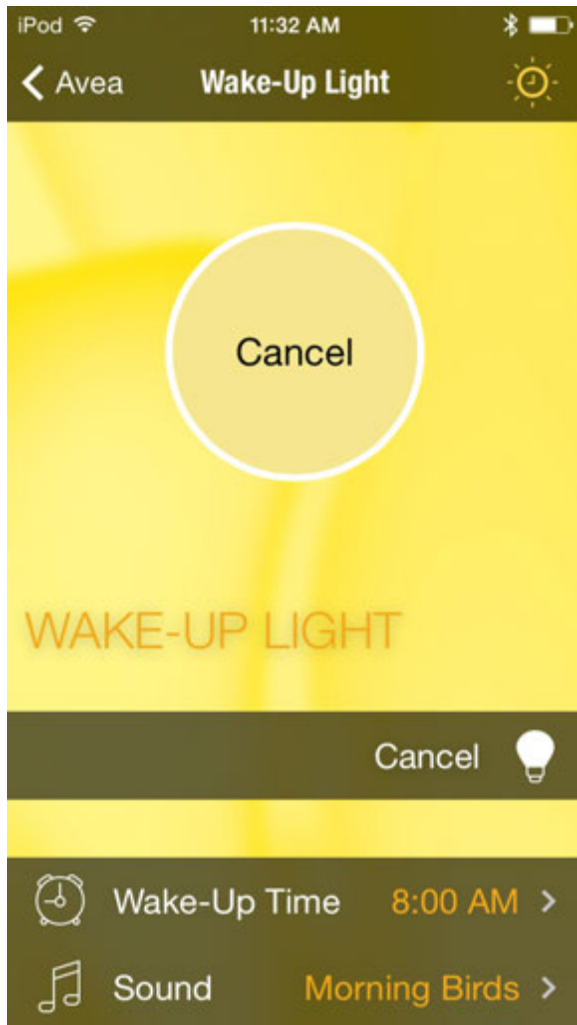 iPod 11:32 AM
Avea Wake-Up Light
Cancel
WAKE-UP LIGHT
Cancel
Wake-Up Time 8:00 AM
Sound Morning Birds